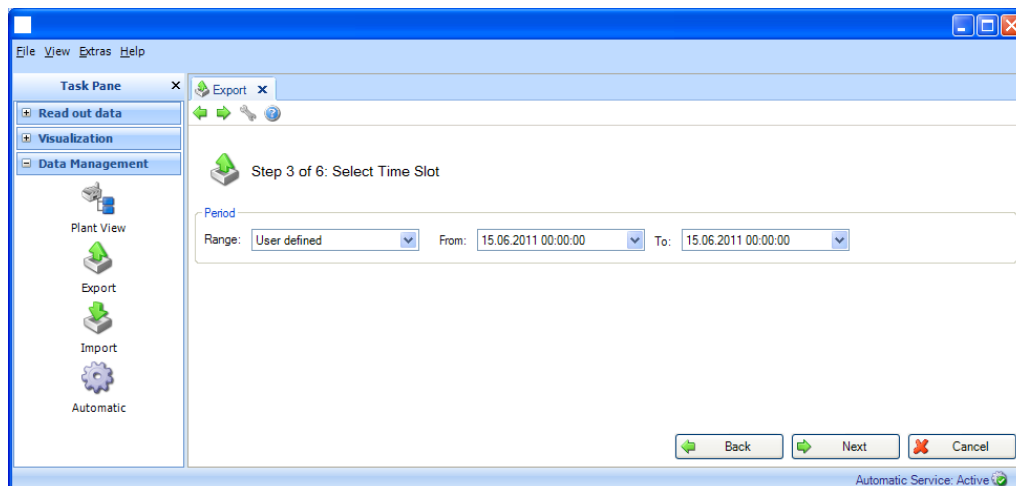 File View Extras Help
Task Pane
Export
Read out data
Visualization
Data Management
Plant View
Export
Import
Automatic
Step 3 of 6: Select Time Slot
Period
Range: User defined From: 15.06.2011 00:00:00 To: 15.06.2011 00:00:00
Back Next Cancel
Automatic Service: Active